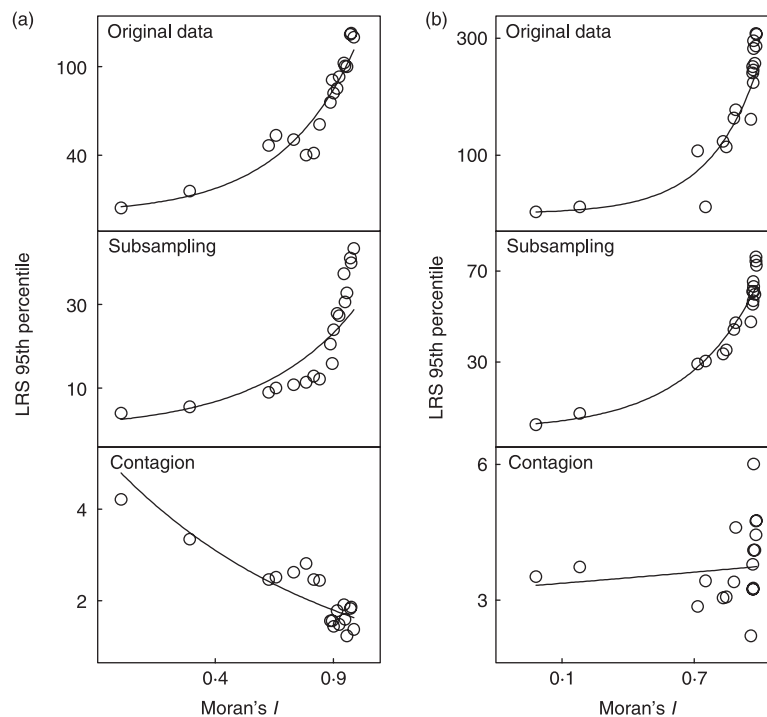 (a)
Original data
100
40
Subsampling
30
10
Contagion
4
2
0·4
0·9
Moran's I
LRS 95th percentile
(b)
Original data
300
100
Subsampling
70
30
Contagion
6
3
0·1
0·7
Moran's I
LRS 95th percentile